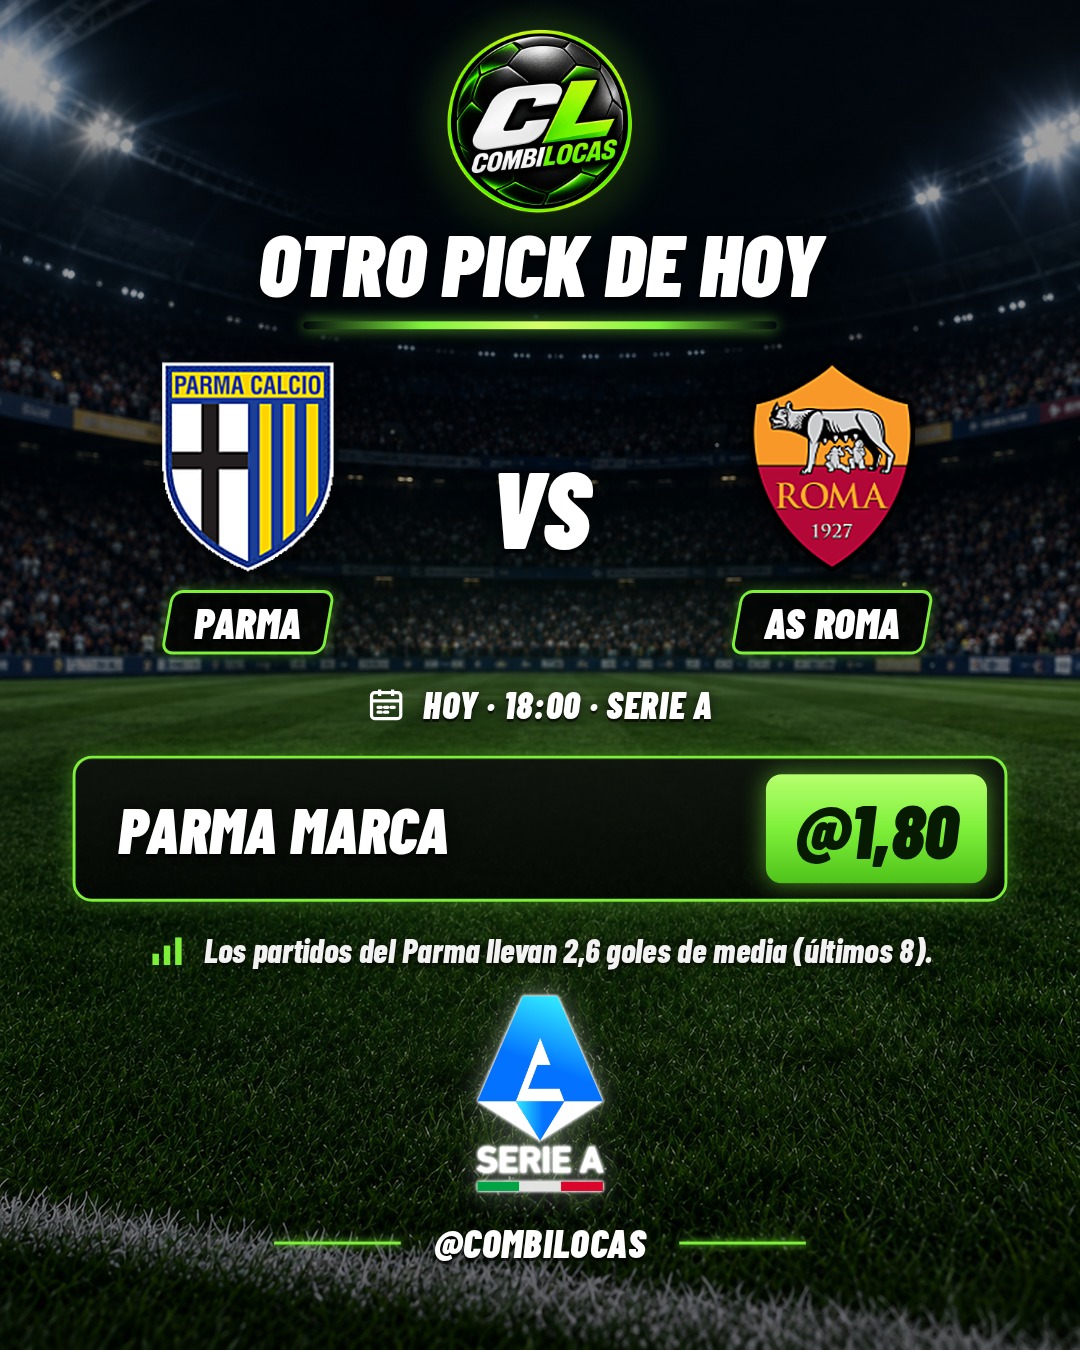 CL
COMBILOCAS
OTRO PICK DE HOY
PARMA CALCIO
ROMA
1927
VS
PARMA
AS ROMA
HOY · 18:00 · SERIE A
PARMA MARCA
@1,80
Los partidos del Parma llevan 2,6 goles de media (últimos 8).
SERIE A
@COMBILOCAS